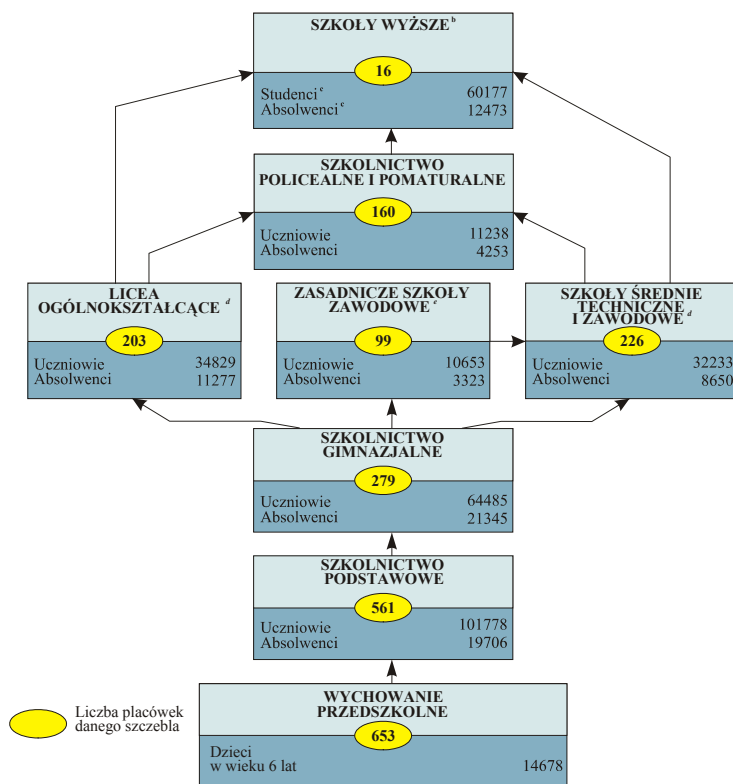 SZKOŁY WYŻSZE b
16
Studenci e 60177
Absolwenci c 12473
SZKOLNICTWO
POLICEALNE I POMATURALNE
160
Uczniowie 11238
Absolwenci 4253
LICEA
OGÓLNOKSZTAŁCĄCE d
203
Uczniowie 34829
Absolwenci 11277
ZASADNICZE SZKOŁY
ZAWODOWE c
99
Uczniowie 10653
Absolwenci 3323
SZKOŁY ŚREDNIE
TECHNICZNE
I ZAWODOWE d
226
Uczniowie 32233
Absolwenci 8650
SZKOLNICTWO
GIMNAZJALNE
279
Uczniowie 64485
Absolwenci 21345
SZKOLNICTWO
PODSTAWOWE
561
Uczniowie 101778
Absolwenci 19706
WYCHOWANIE
PRZEDSZKOLNE
653
Dzieci
w wieku 6 lat 14678
Liczba placówek
danego szczebla